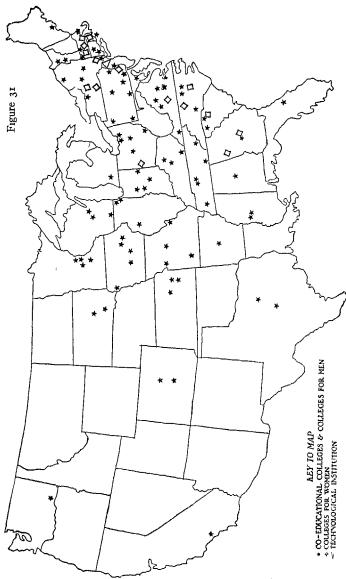 Figure 31
KEY TO MAP
★ CO-EDUCATIONAL COLLEGES & COLLEGES FOR MEN
◇ COLLEGES FOR WOMEN
TECHNOLOGICAL INSTITUTION